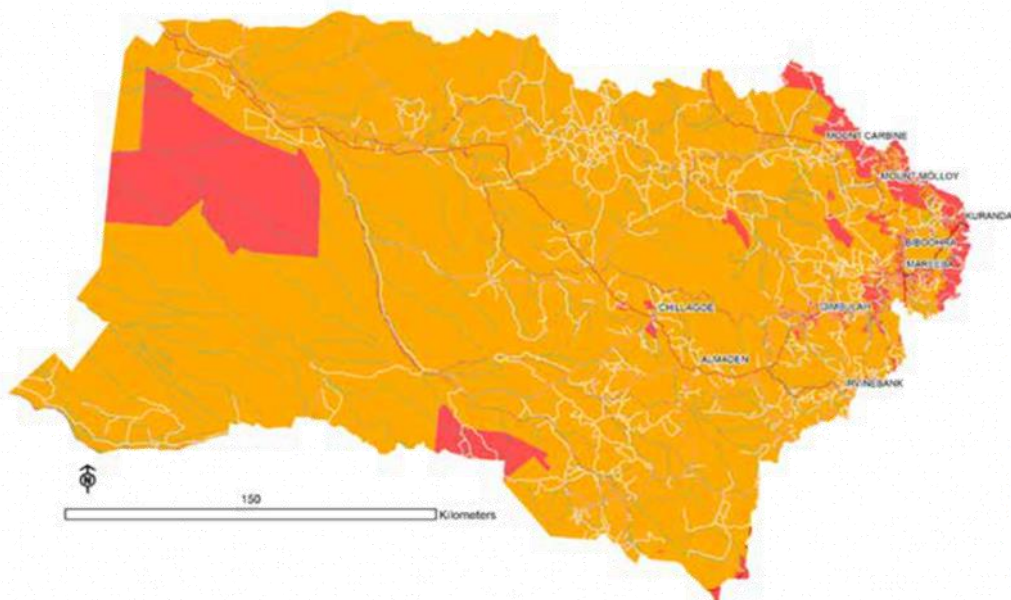 MOUNT CARBINE
MOUNT MOLLOY
KURANDA
BIBOOHRA
MAREEBA
CHILLAGOE
DIMBULAH
ALMADEN
IRVINEBANK
N
150
Kilometers